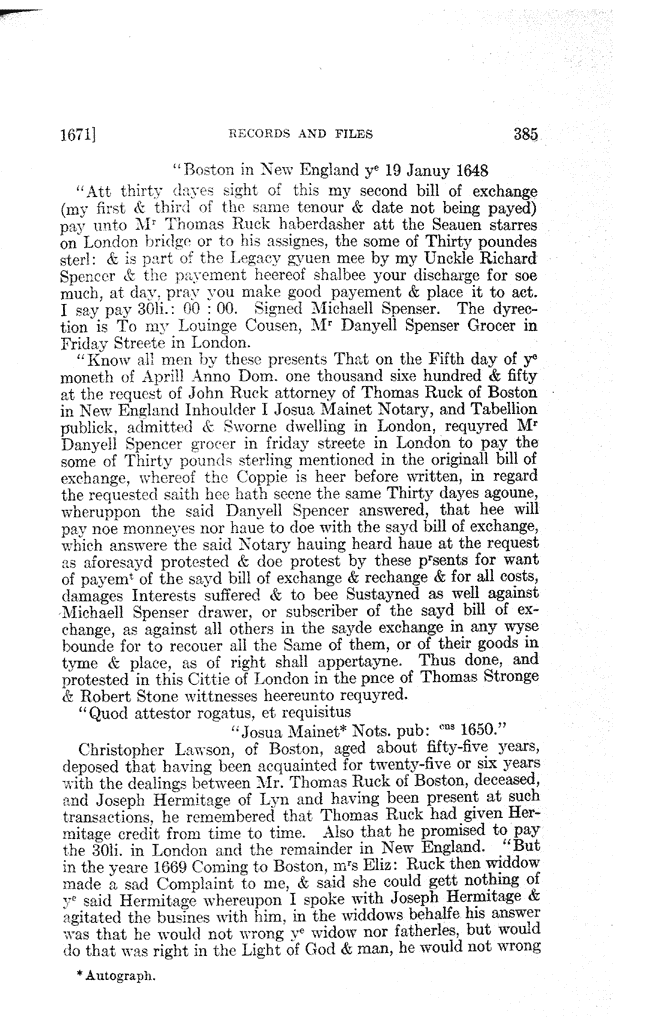 1671] RECORDS AND FILES 385
"Boston in New England yᵉ 19 Januy 1648
"Att thirty dayes sight of this my second bill of exchange
(my first & third of the same tenour & date not being payed)
pay unto Mʳ Thomas Ruck haberdasher att the Seauen starres
on London bridge or to his assignes, the some of Thirty poundes
sterl: & is part of the Legacy gyuen mee by my Unckle Richard
Spencer & the payement heereof shalbee your discharge for soe
much, at day, pray you make good payement & place it to act.
I say pay 30li.: 00 : 00. Signed Michaell Spenser. The dyrec-
tion is To my Louinge Cousen, Mʳ Danyell Spenser Grocer in
Friday Streete in London.
"Know all men by these presents That on the Fifth day of yᵉ
moneth of Aprill Anno Dom. one thousand sixe hundred & fifty
at the request of John Ruck attorney of Thomas Ruck of Boston
in New England Inhoulder I Josua Mainet Notary, and Tabellion
publick, admitted & Sworne dwelling in London, requyred Mʳ
Danyell Spencer grocer in friday streete in London to pay the
some of Thirty pounds sterling mentioned in the originall bill of
exchange, whereof the Coppie is heer before written, in regard
the requested saith hee hath seene the same Thirty dayes agoune,
wheruppon the said Danyell Spencer answered, that hee will
pay noe monneyes nor haue to doe with the sayd bill of exchange,
which answere the said Notary hauing heard haue at the request
as aforesayd protested & doe protest by these pʳsents for want
of payemᵗ of the sayd bill of exchange & rechange & for all costs,
damages Interests suffered & to bee Sustayned as well against
Michaell Spenser drawer, or subscriber of the sayd bill of ex-
change, as against all others in the sayde exchange in any wyse
bounde for to recouer all the Same of them, or of their goods in
tyme & place, as of right shall appertayne. Thus done, and
protested in this Cittie of London in the pnce of Thomas Stronge
& Robert Stone wittnesses heereunto requyred.
"Quod attestor rogatus, et requisitus
"Josua Mainet* Nots. pub: ᶜᵘˢ 1650."
Christopher Lawson, of Boston, aged about fifty-five years,
deposed that having been acquainted for twenty-five or six years
with the dealings between Mr. Thomas Ruck of Boston, deceased,
and Joseph Hermitage of Lyn and having been present at such
transactions, he remembered that Thomas Ruck had given Her-
mitage credit from time to time. Also that he promised to pay
the 30li. in London and the remainder in New England. "But
in the yeare 1669 Coming to Boston, mʳs Eliz: Ruck then widdow
made a sad Complaint to me, & said she could gett nothing of
yᵉ said Hermitage whereupon I spoke with Joseph Hermitage &
agitated the busines with him, in the widdows behalfe his answer
was that he would not wrong yᵉ widow nor fatherles, but would
do that was right in the Light of God & man, he would not wrong
*Autograph.